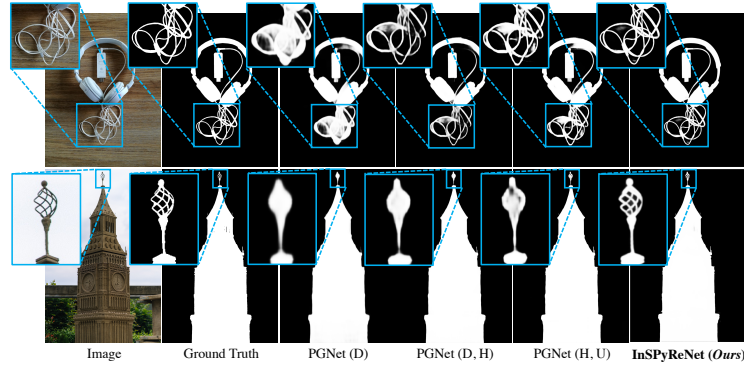 Image Ground Truth PGNet (D) PGNet (D, H) PGNet (H, U) InSPyReNet (Ours)